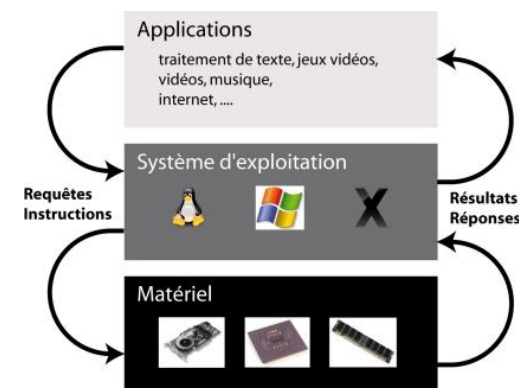 Applications
traitement de texte, jeux vidéos,
vidéos, musique,
internet, ....
Système d'exploitation
Requêtes
Instructions
Résultats
Réponses
Matériel